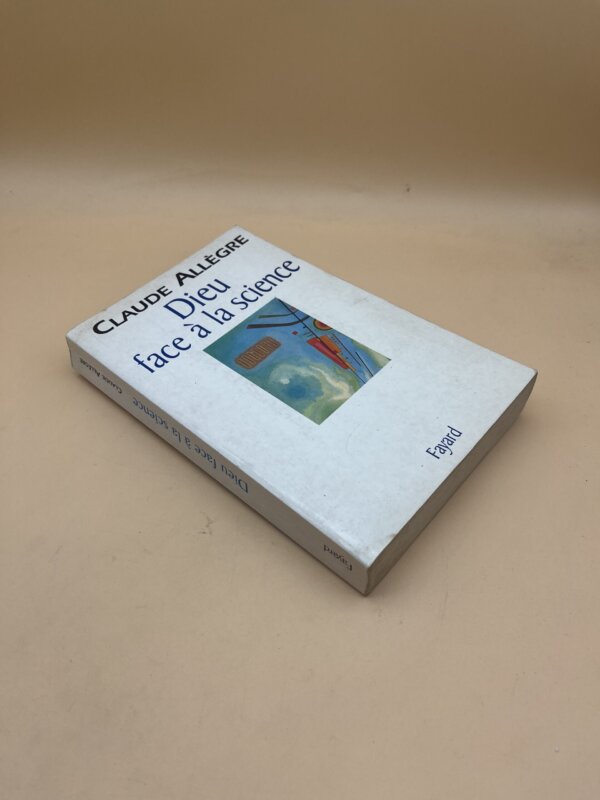 CLAUDE ALLÈGRE
Dieu
face à la science
Fayard
CLAUDE ALLÈGRE Dieu face à la science Fayard